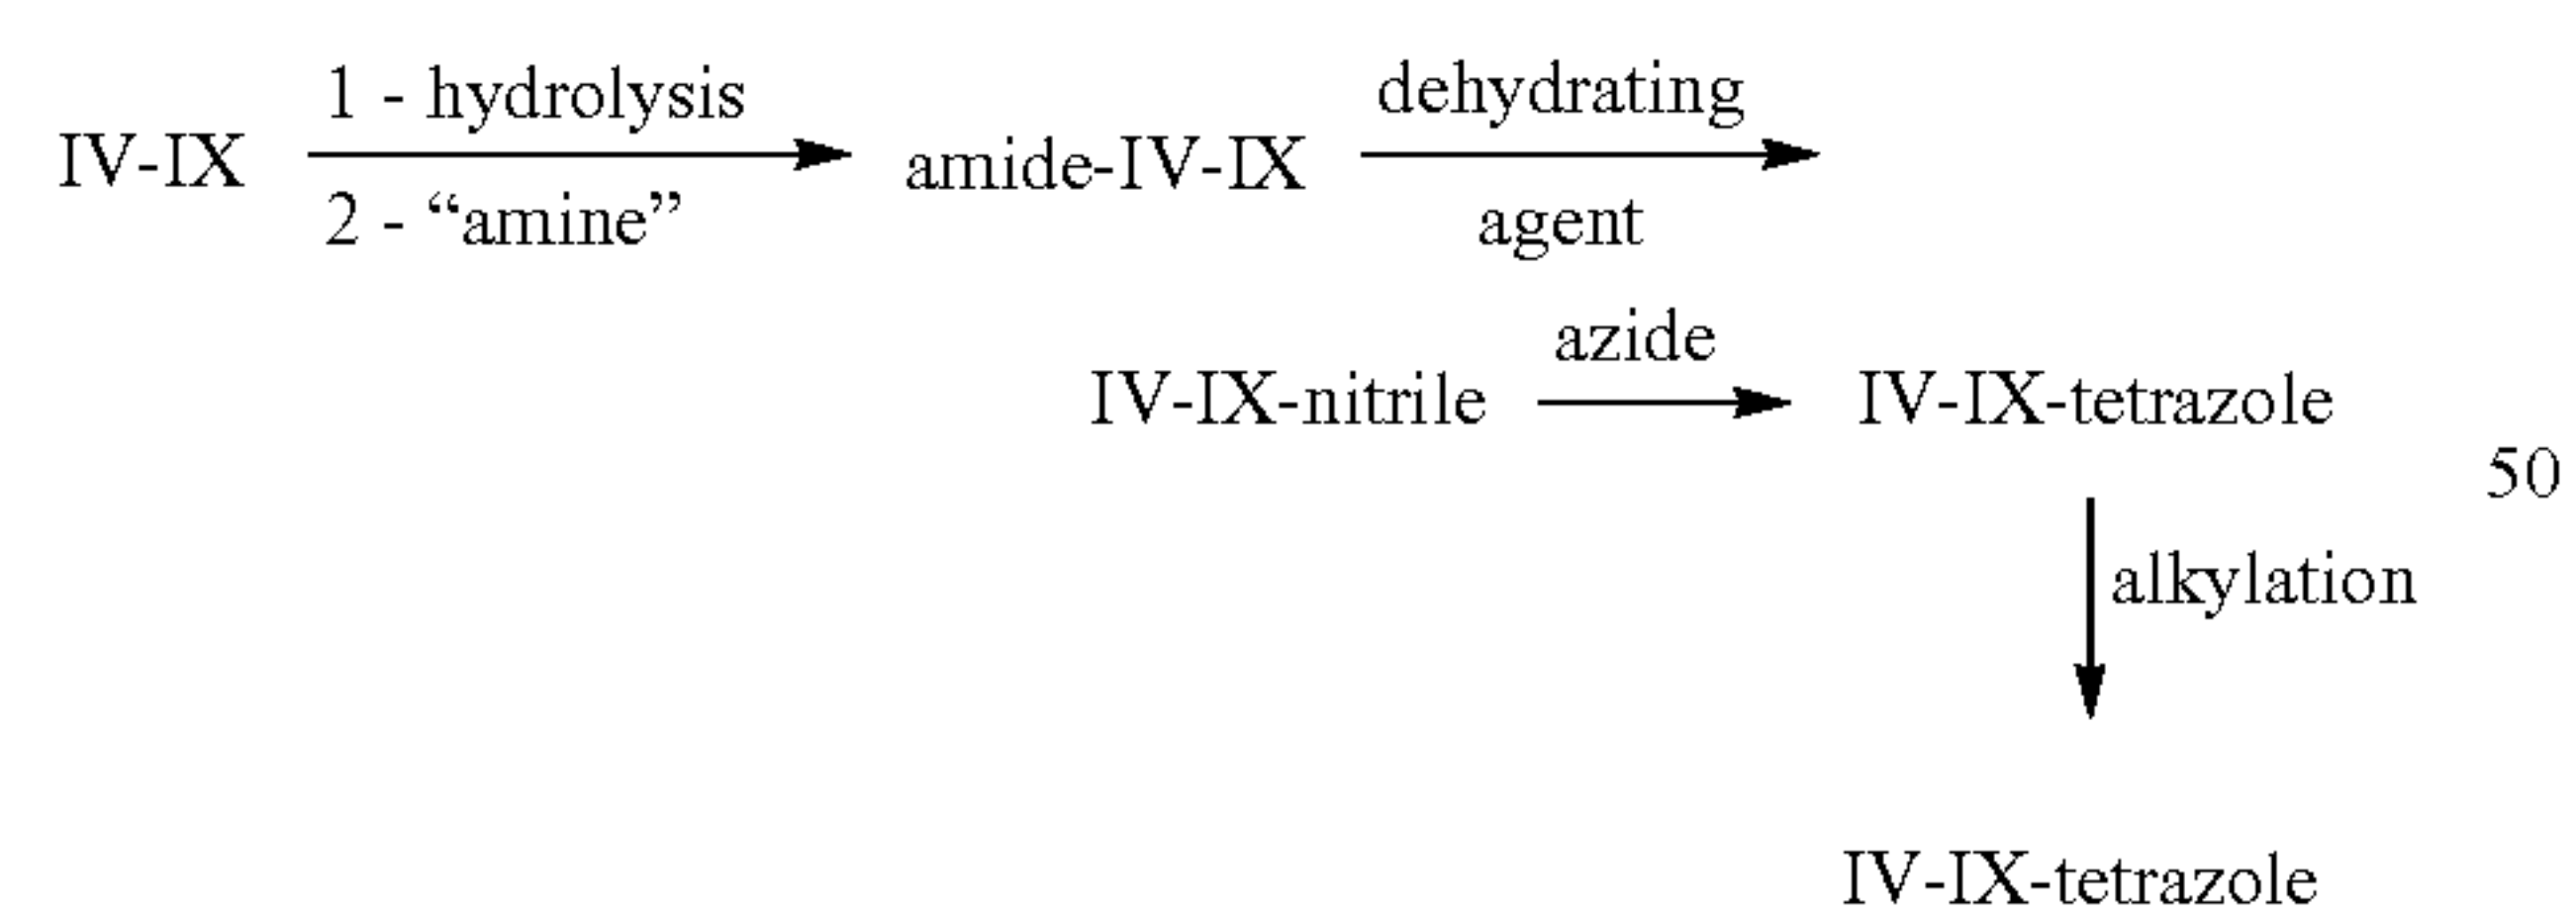 1 - hydrolysis
IV-IX
2 - “amine”
amide-IV-IX
dehydrating
agent
IV-IX-nitrile
azide
IV-IX-tetrazole
50
alkylation
IV-IX-tetrazole